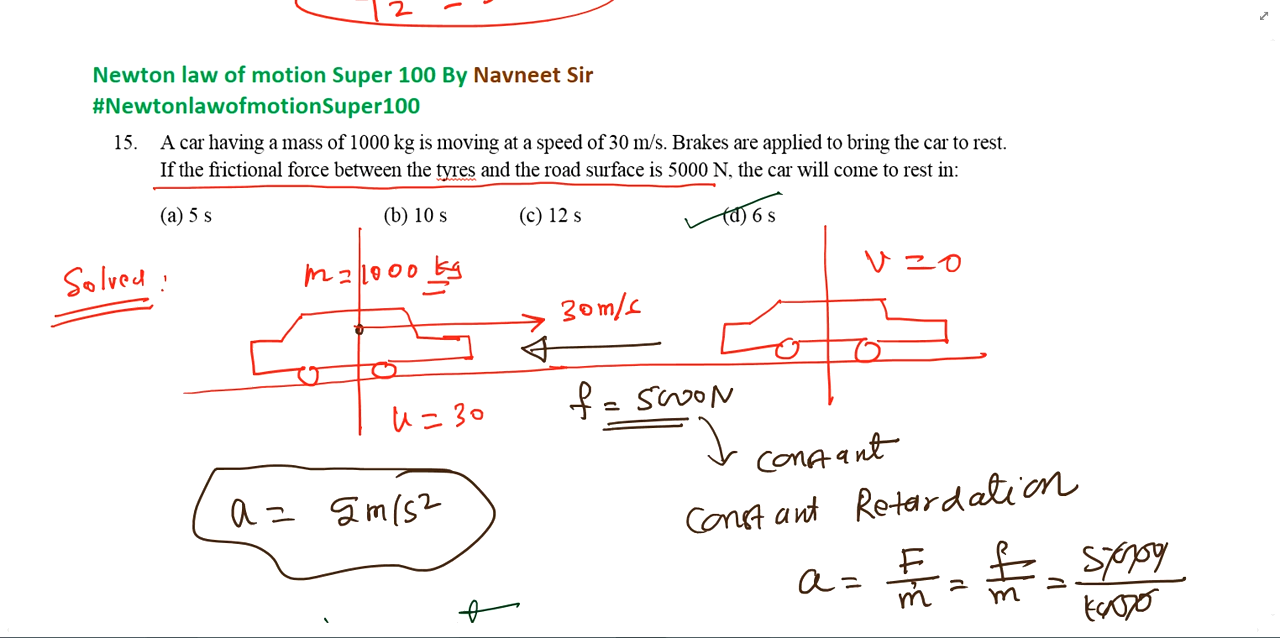 12 =
Newton law of motion Super 100 By Navneet Sir
#NewtonlawofmotionSuper100
15. A car having a mass of 1000 kg is moving at a speed of 30 m/s. Brakes are applied to bring the car to rest.
If the frictional force between the tyres and the road surface is 5000 N, the car will come to rest in:
(a) 5 s (b) 10 s (c) 12 s (d) 6 s
Solved :
m = 1000 kg
30 m/s
v = 0
u = 30
f = 5000N
constant
constant Retardation
a = 5 m/s²
a = F/m = f/m = 5000/1000